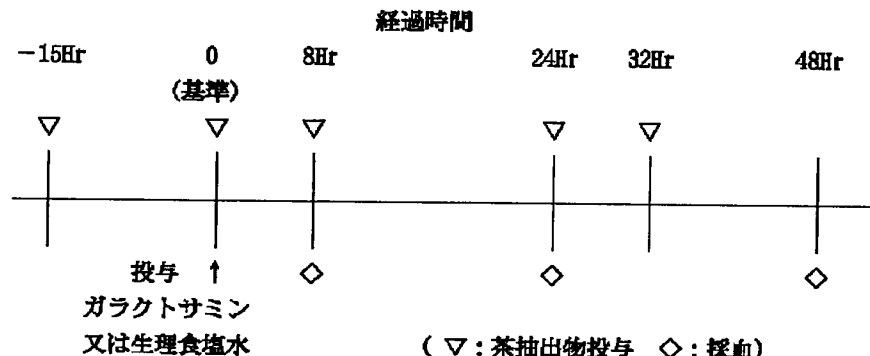 経過時間
－15Hr 0 8Hr 24Hr 32Hr 48Hr
(基準)
投与 ↑
ガラクトサミン
又は生理食塩水
( ▽：茶抽出物投与 ◇：採血)